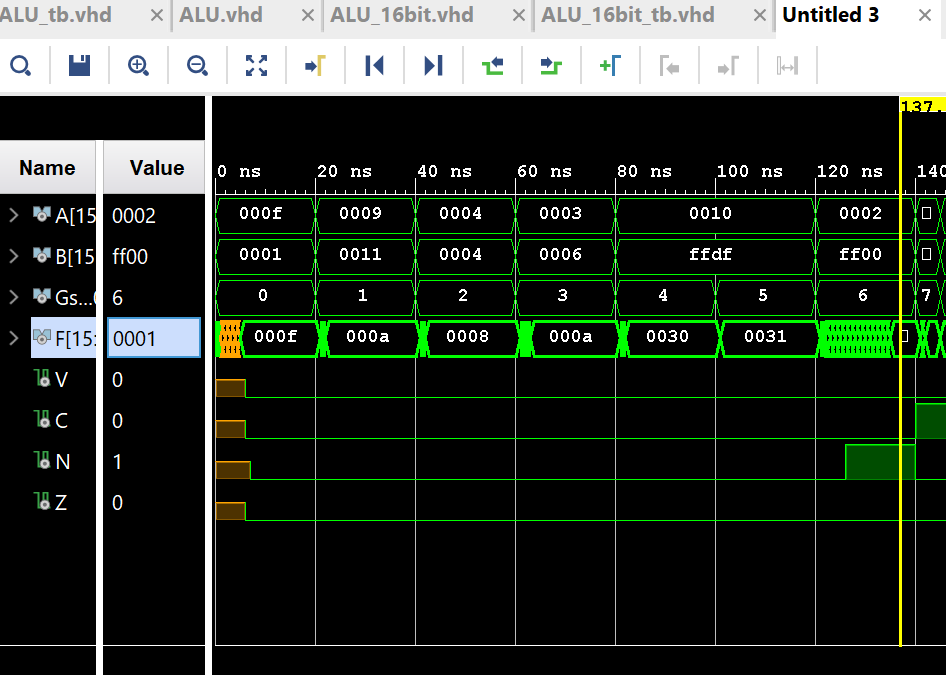 ALU_tb.vhd × ALU.vhd × ALU_16bit.vhd × ALU_16bit_tb.vhd × Untitled 3 ×
137.
Name Value 0 ns 20 ns 40 ns 60 ns 80 ns 100 ns 120 ns 140
A[15 0002 000f 0009 0004 0003 0010 0002
B[15 ff00 0001 0011 0004 0006 ffdf ff00
Gs...( 6 0 1 2 3 4 5 6 7
F[15: 0001 000f 000a 0008 000a 0030 0031
V 0
C 0
N 1
Z 0